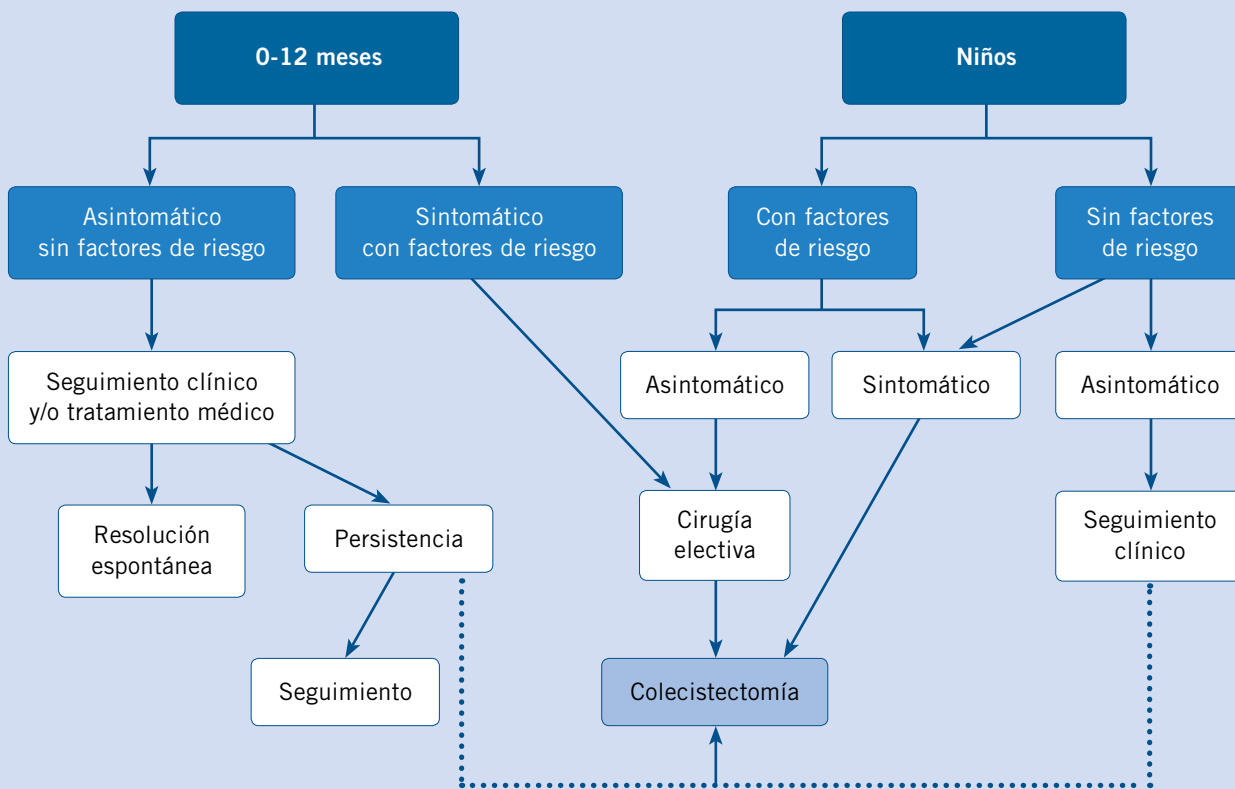 0-12 meses
Niños
Asintomático
sin factores de riesgo
Sintomático
con factores de riesgo
Con factores
de riesgo
Sin factores
de riesgo
Seguimiento clínico
y/o tratamiento médico
Asintomático
Sintomático
Asintomático
Resolución
espontánea
Persistencia
Cirugía
electiva
Seguimiento
clínico
Seguimiento
Colecistectomía